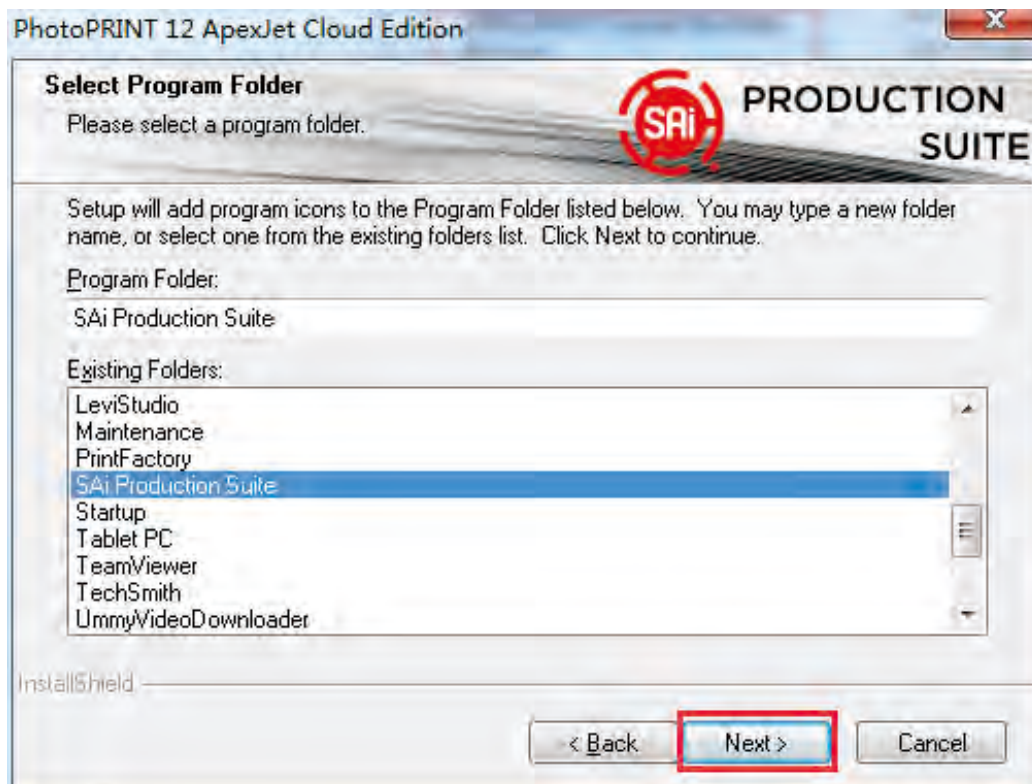 PhotoPRINT 12 ApexJet Cloud Edition
Select Program Folder
Please select a program folder.
SAi
PRODUCTION
SUITE
Setup will add program icons to the Program Folder listed below. You may type a new folder
name, or select one from the existing folders list. Click Next to continue.
Program Folder:
SAi Production Suite
Existing Folders:
LeviStudio
Maintenance
PrintFactory
SAi Production Suite
Startup
Tablet PC
TeamViewer
TechSmith
UmmyVideoDownloader
InstallShield
< Back
Next >
Cancel